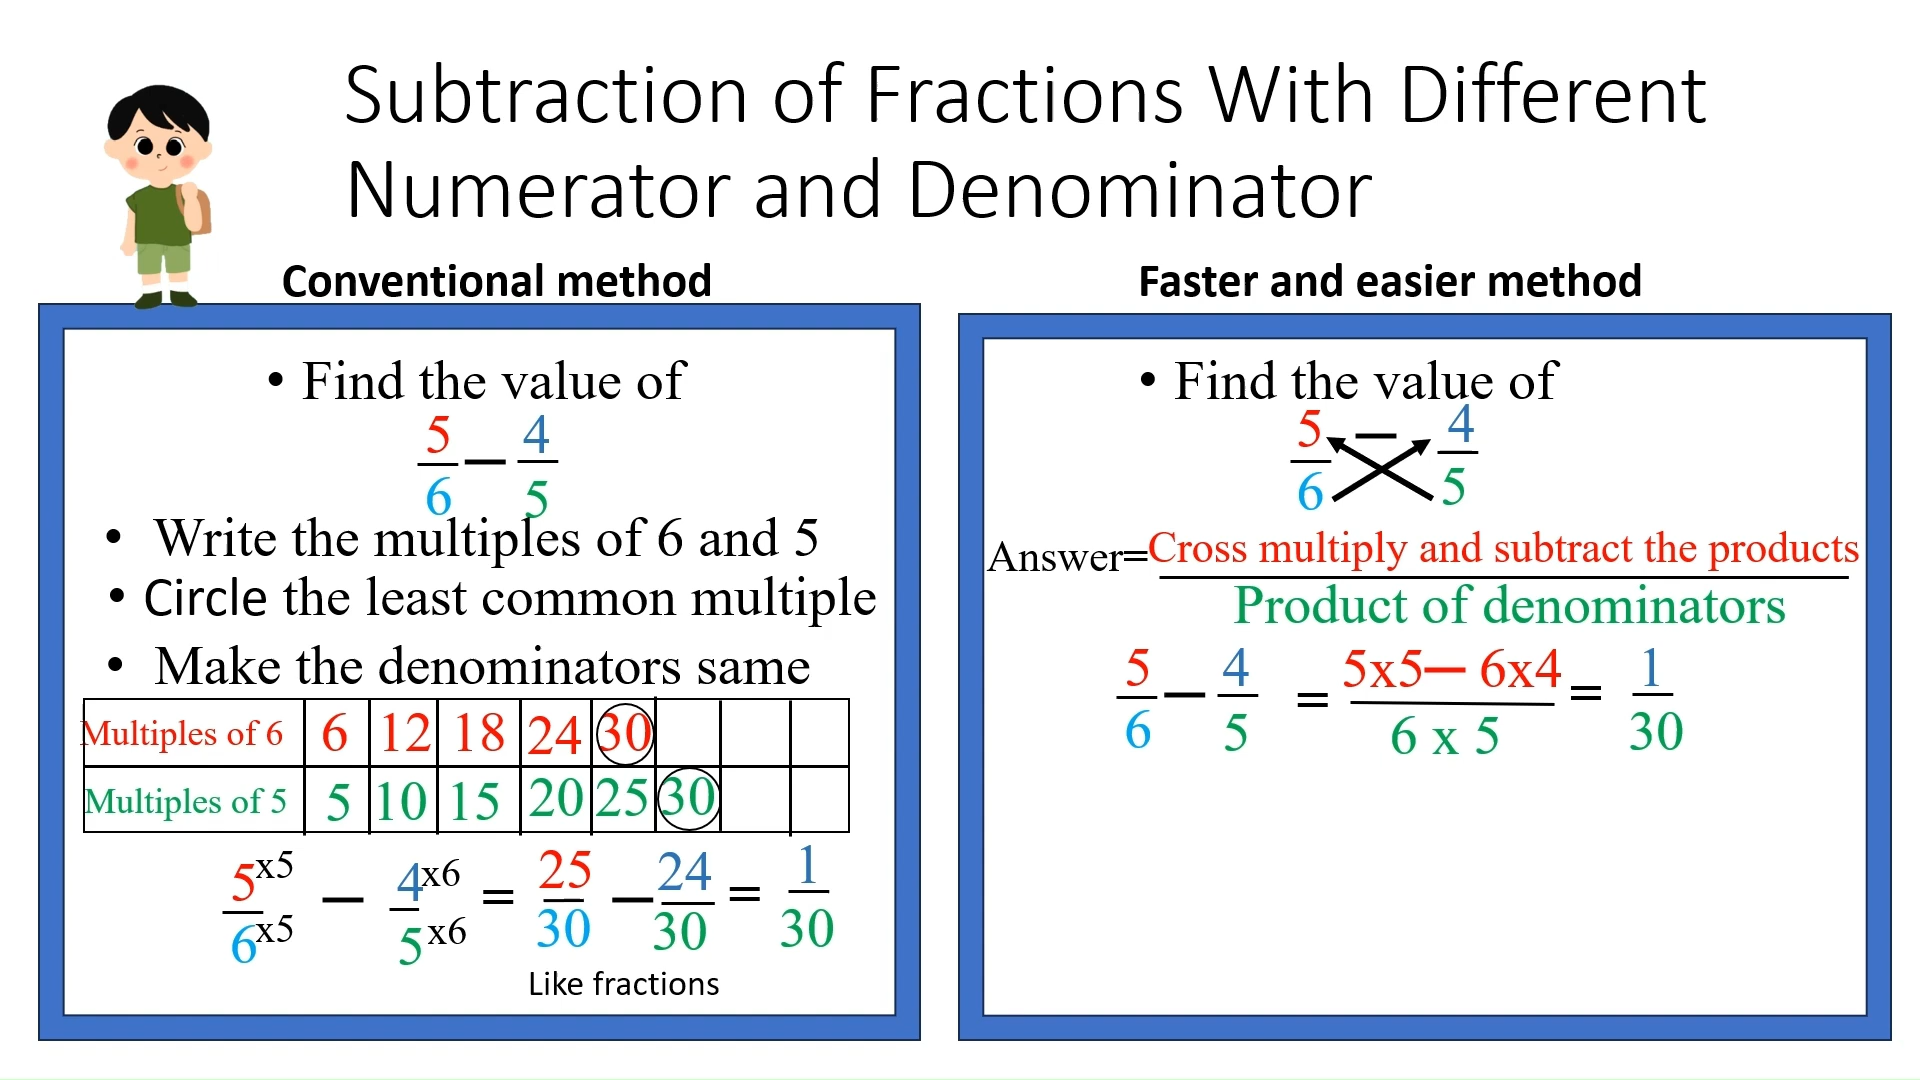 Subtraction of Fractions With Different
Numerator and Denominator
Conventional method
• Find the value of
5/6 − 4/5
• Write the multiples of 6 and 5
• Circle the least common multiple
• Make the denominators same
Multiples of 6 6 12 18 24 30
Multiples of 5 5 10 15 20 25 30
5x5/6x5 − 4x6/5x6 = 25/30 − 24/30 = 1/30
Like fractions
Faster and easier method
• Find the value of
5/6 − 4/5
Answer=Cross multiply and subtract the products
Product of denominators
5/6 − 4/5 = 5x5− 6x4/6 x 5 = 1/30